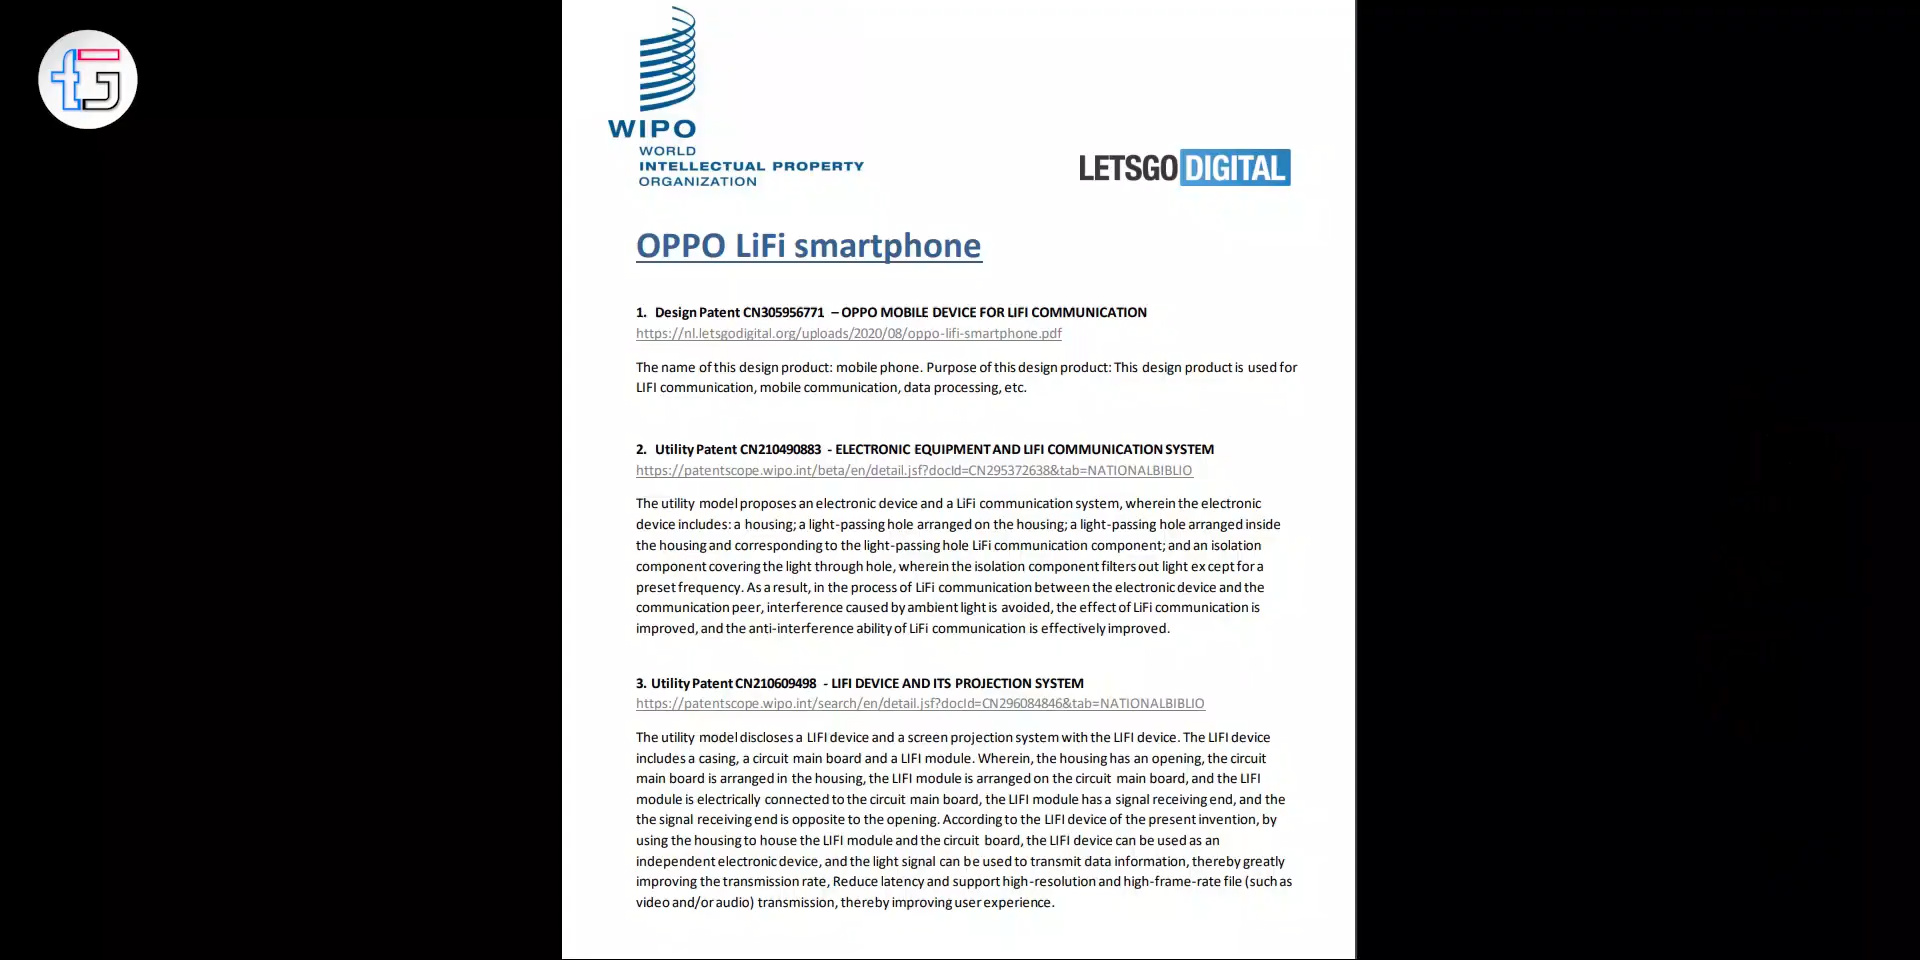 WIPO
WORLD
INTELLECTUAL PROPERTY
ORGANIZATION
LETSGODIGITAL
OPPO LiFi smartphone
1. Design Patent CN305956771 – OPPO MOBILE DEVICE FOR LIFI COMMUNICATION
https://nl.letsgodigital.org/uploads/2020/08/oppo-lifi-smartphone.pdf
The name of this design product: mobile phone. Purpose of this design product: This design product is used for
LIFI communication, mobile communication, data processing, etc.
2. Utility Patent CN210490883 - ELECTRONIC EQUIPMENT AND LIFI COMMUNICATION SYSTEM
https://patentscope.wipo.int/beta/en/detail.jsf?docId=CN295372638&tab=NATIONALBIBLIO
The utility model proposes an electronic device and a LiFi communication system, wherein the electronic
device includes: a housing; a light-passing hole arranged on the housing; a light-passing hole arranged inside
the housing and corresponding to the light-passing hole LiFi communication component; and an isolation
component covering the light through hole, wherein the isolation component filters out light ex cept for a
preset frequency. As a result, in the process of LiFi communication between the electronic device and the
communication peer, interference caused by ambient light is avoided, the effect of LiFi communication is
improved, and the anti-interference ability of LiFi communication is effectively improved.
3. Utility Patent CN210609498 - LIFI DEVICE AND ITS PROJECTION SYSTEM
https://patentscope.wipo.int/search/en/detail.jsf?docId=CN296084846&tab=NATIONALBIBLIO
The utility model discloses a LIFI device and a screen projection system with the LIFI device. The LIFI device
includes a casing, a circuit main board and a LIFI module. Wherein, the housing has an opening, the circuit
main board is arranged in the housing, the LIFI module is arranged on the circuit main board, and the LIFI
module is electrically connected to the circuit main board, the LIFI module has a signal receiving end, and the
the signal receiving end is opposite to the opening. According to the LIFI device of the present invention, by
using the housing to house the LIFI module and the circuit board, the LIFI device can be used as an
independent electronic device, and the light signal can be used to transmit data information, thereby greatly
improving the transmission rate, Reduce latency and support high-resolution and high-frame-rate file (such as
video and/or audio) transmission, thereby improving user experience.